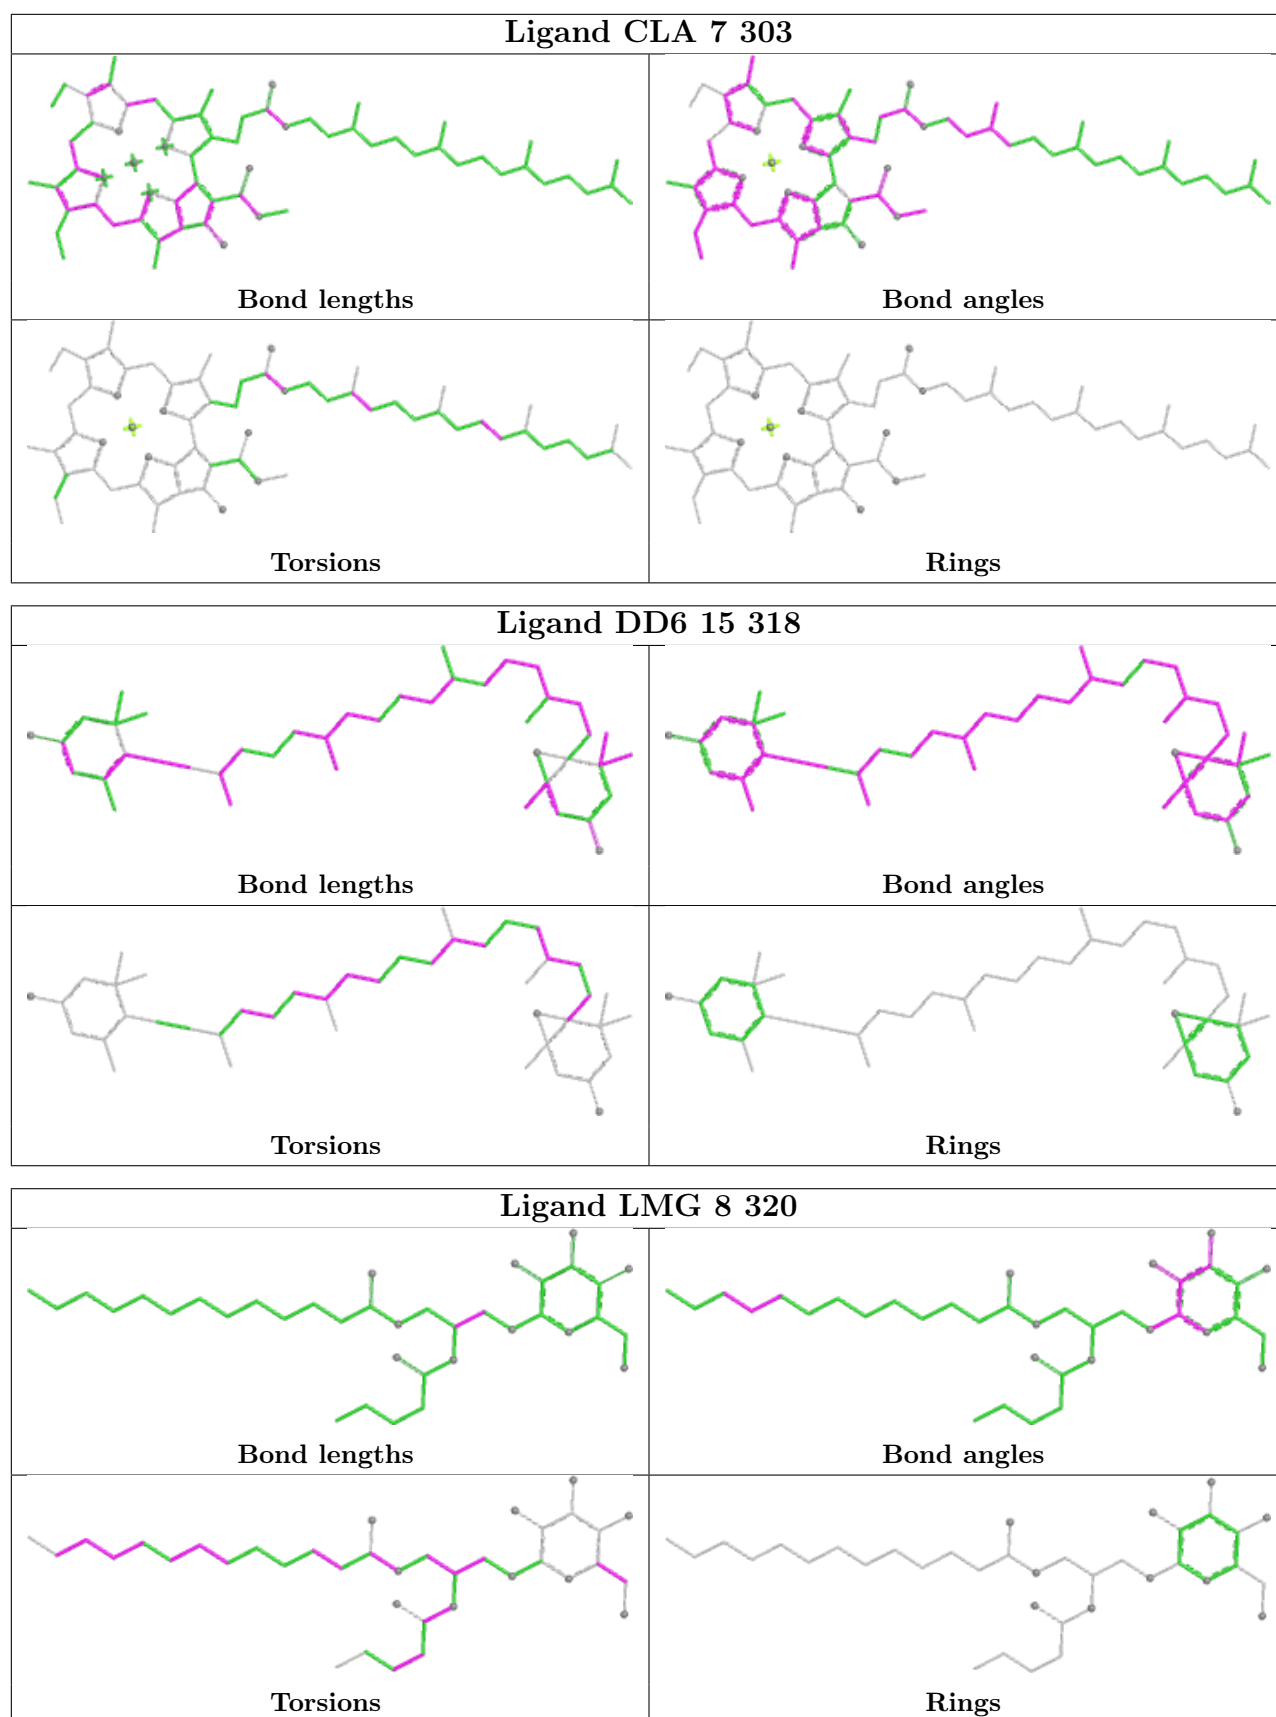 Ligand CLA 7 303
Bond lengths
Bond angles
Torsions
Rings
Ligand DD6 15 318
Bond lengths
Bond angles
Torsions
Rings
Ligand LMG 8 320
Bond lengths
Bond angles
Torsions
Rings